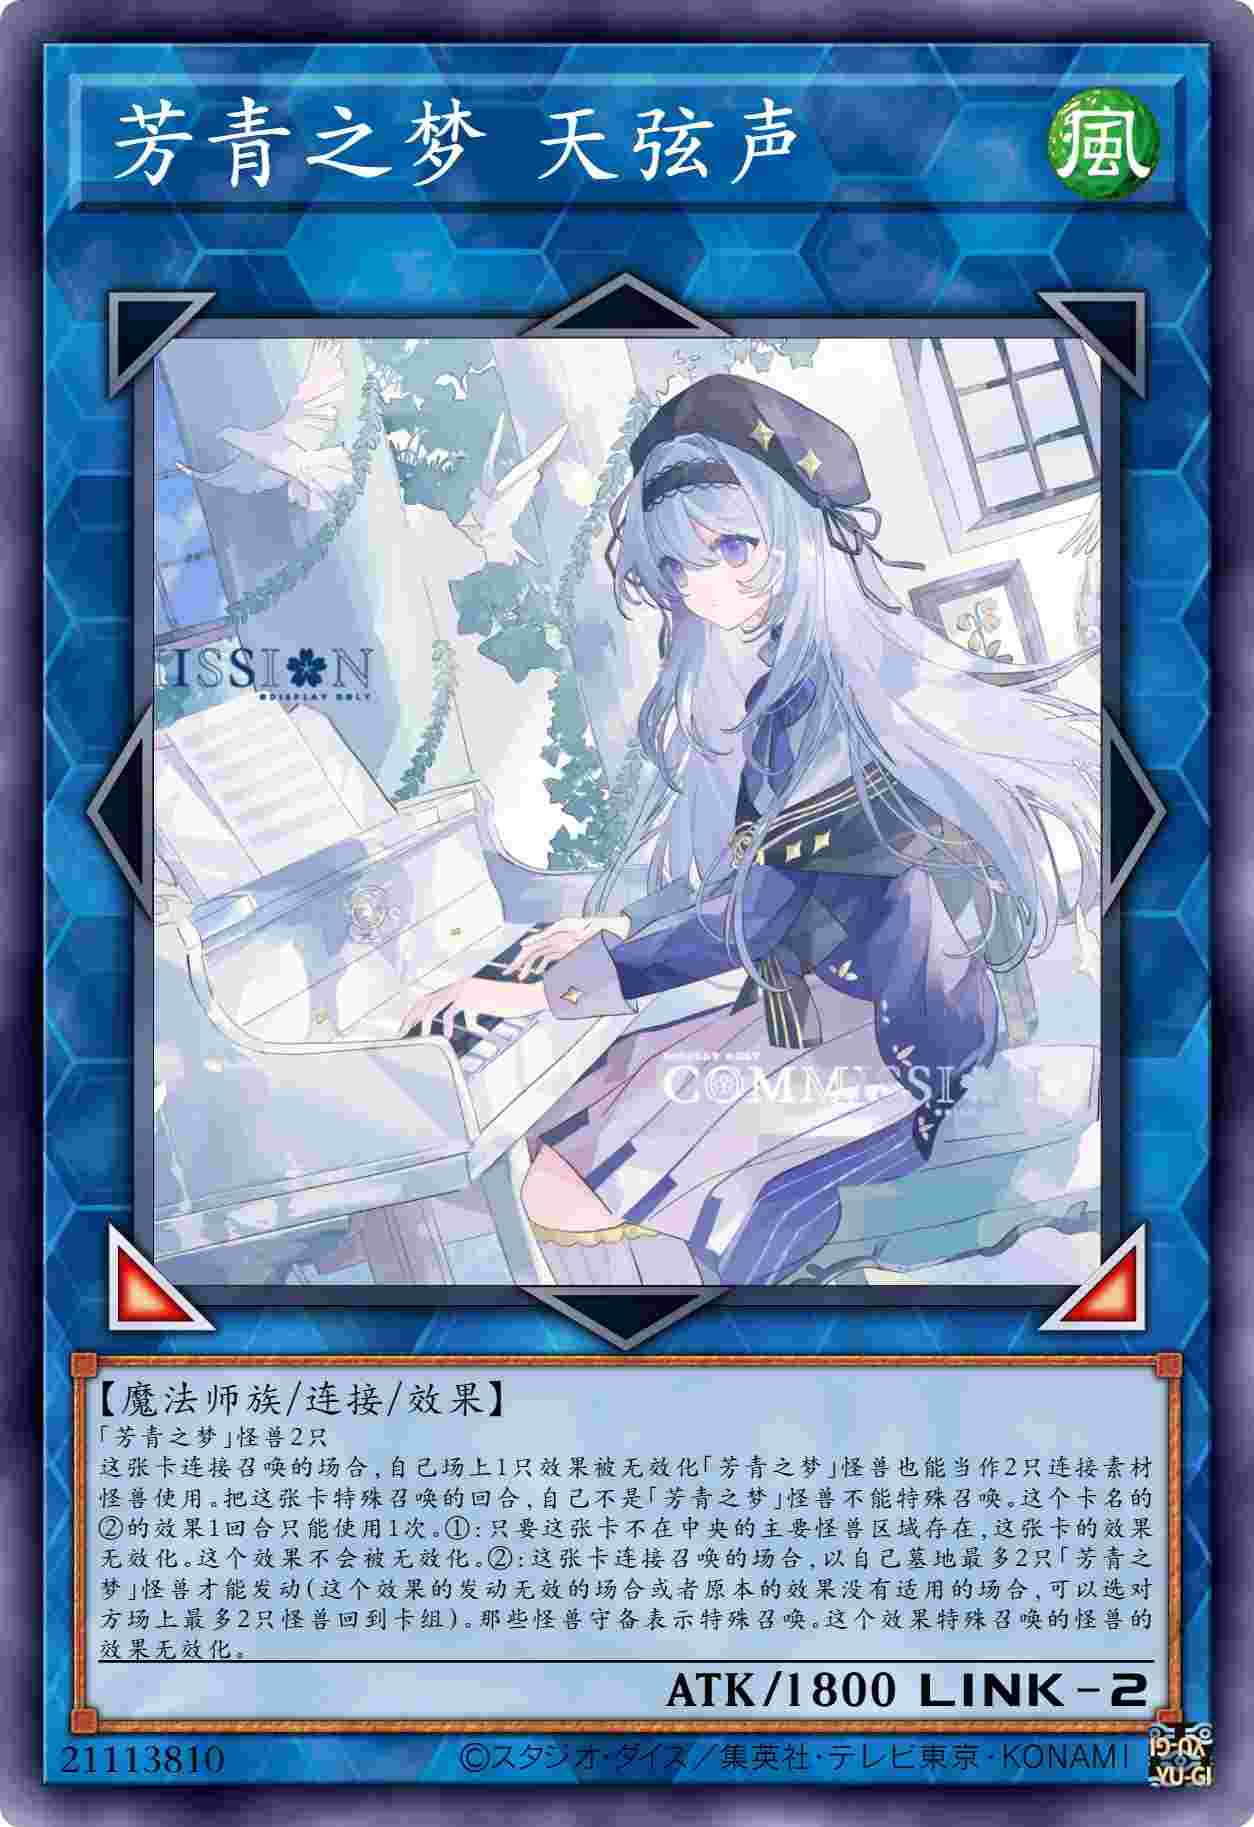 芳青之梦 天弦声
風
ISSION
©DISPLAY ONLY
COMMISSI
【魔法师族/连接/效果】
「芳青之梦」怪兽2只
这张卡连接召唤的场合,自己场上1只效果被无效化「芳青之梦」怪兽也能当作2只连接素材
怪兽使用。把这张卡特殊召唤的回合,自己不是「芳青之梦」怪兽不能特殊召唤。这个卡名的
②的效果1回合只能使用1次。①:只要这张卡不在中央的主要怪兽区域存在,这张卡的效果
无效化。这个效果不会被无效化。②:这张卡连接召唤的场合,以自己墓地最多2只「芳青之
梦」怪兽才能发动(这个效果的发动无效的场合或者原本的效果没有适用的场合,可以选对
方场上最多2只怪兽回到卡组)。那些怪兽守备表示特殊召唤。这个效果特殊召唤的怪兽的
效果无效化。
ATK/1800 LINK-2
21113810 ©スタジオ・ダイス/集英社・テレビ東京・KONAMI
YU-GI